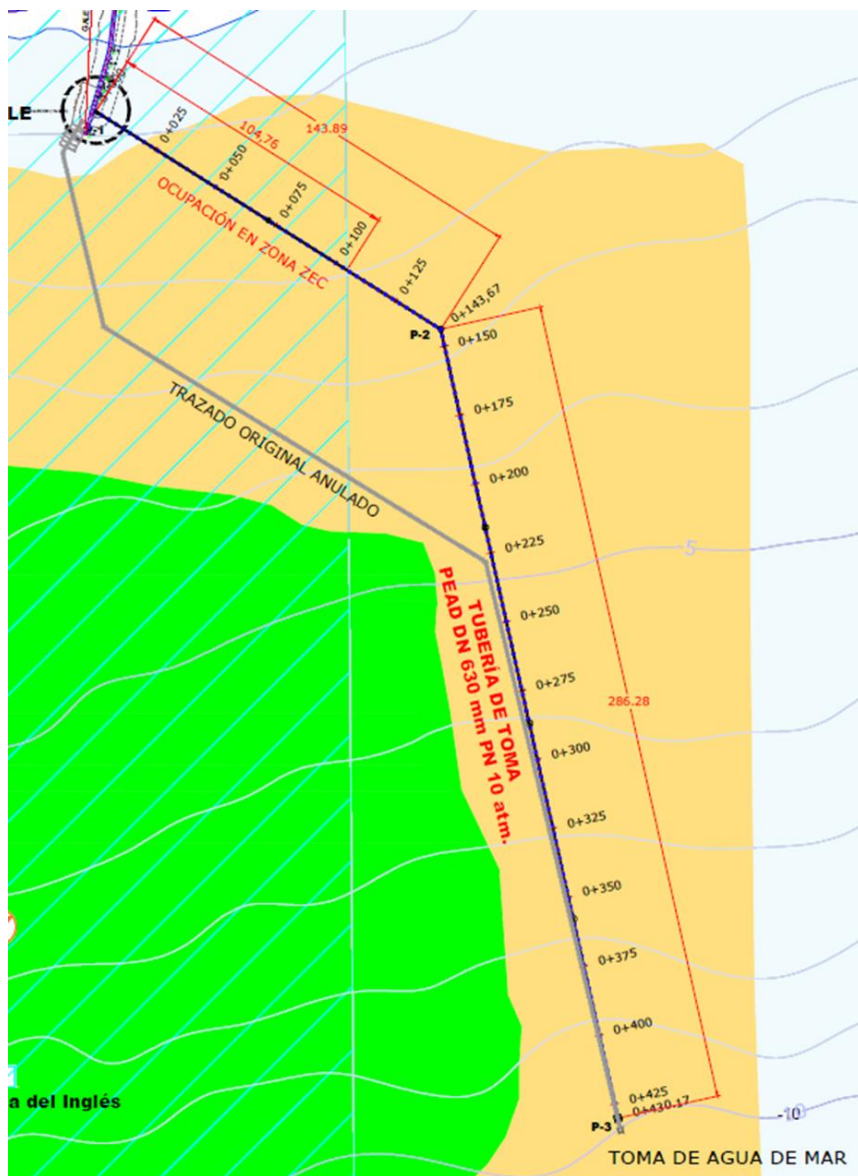 LE
0+025
0+050
0+075
0+100
0+125
104,76
143.89
OCUPACIÓN EN ZONA ZEC
0+143,67
P-2
0+150
0+175
0+200
0+225
0+250
0+275
0+300
0+325
0+350
0+375
0+400
0+425
0+430,17
P-3
TRAZADO ORIGINAL ANULADO
TUBERÍA DE TOMA
PEAD DN 630 mm PN 10 atm.
286.28
-5
a del Inglés
-10
-10
TOMA DE AGUA DE MAR